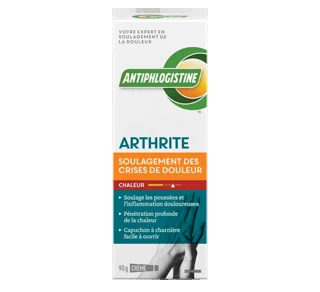 VOTRE EXPERT EN
SOULAGEMENT DE
LA DOULEUR
ANTIPHLOGISTINE
ARTHRITE
SOULAGEMENT DES
CRISES DE DOULEUR
CHALEUR
• Soulage les poussées et
l'inflammation douloureuses
• Pénétration profonde
de la chaleur
• Capuchon à charnière
facile à ouvrir
90g CRÈME